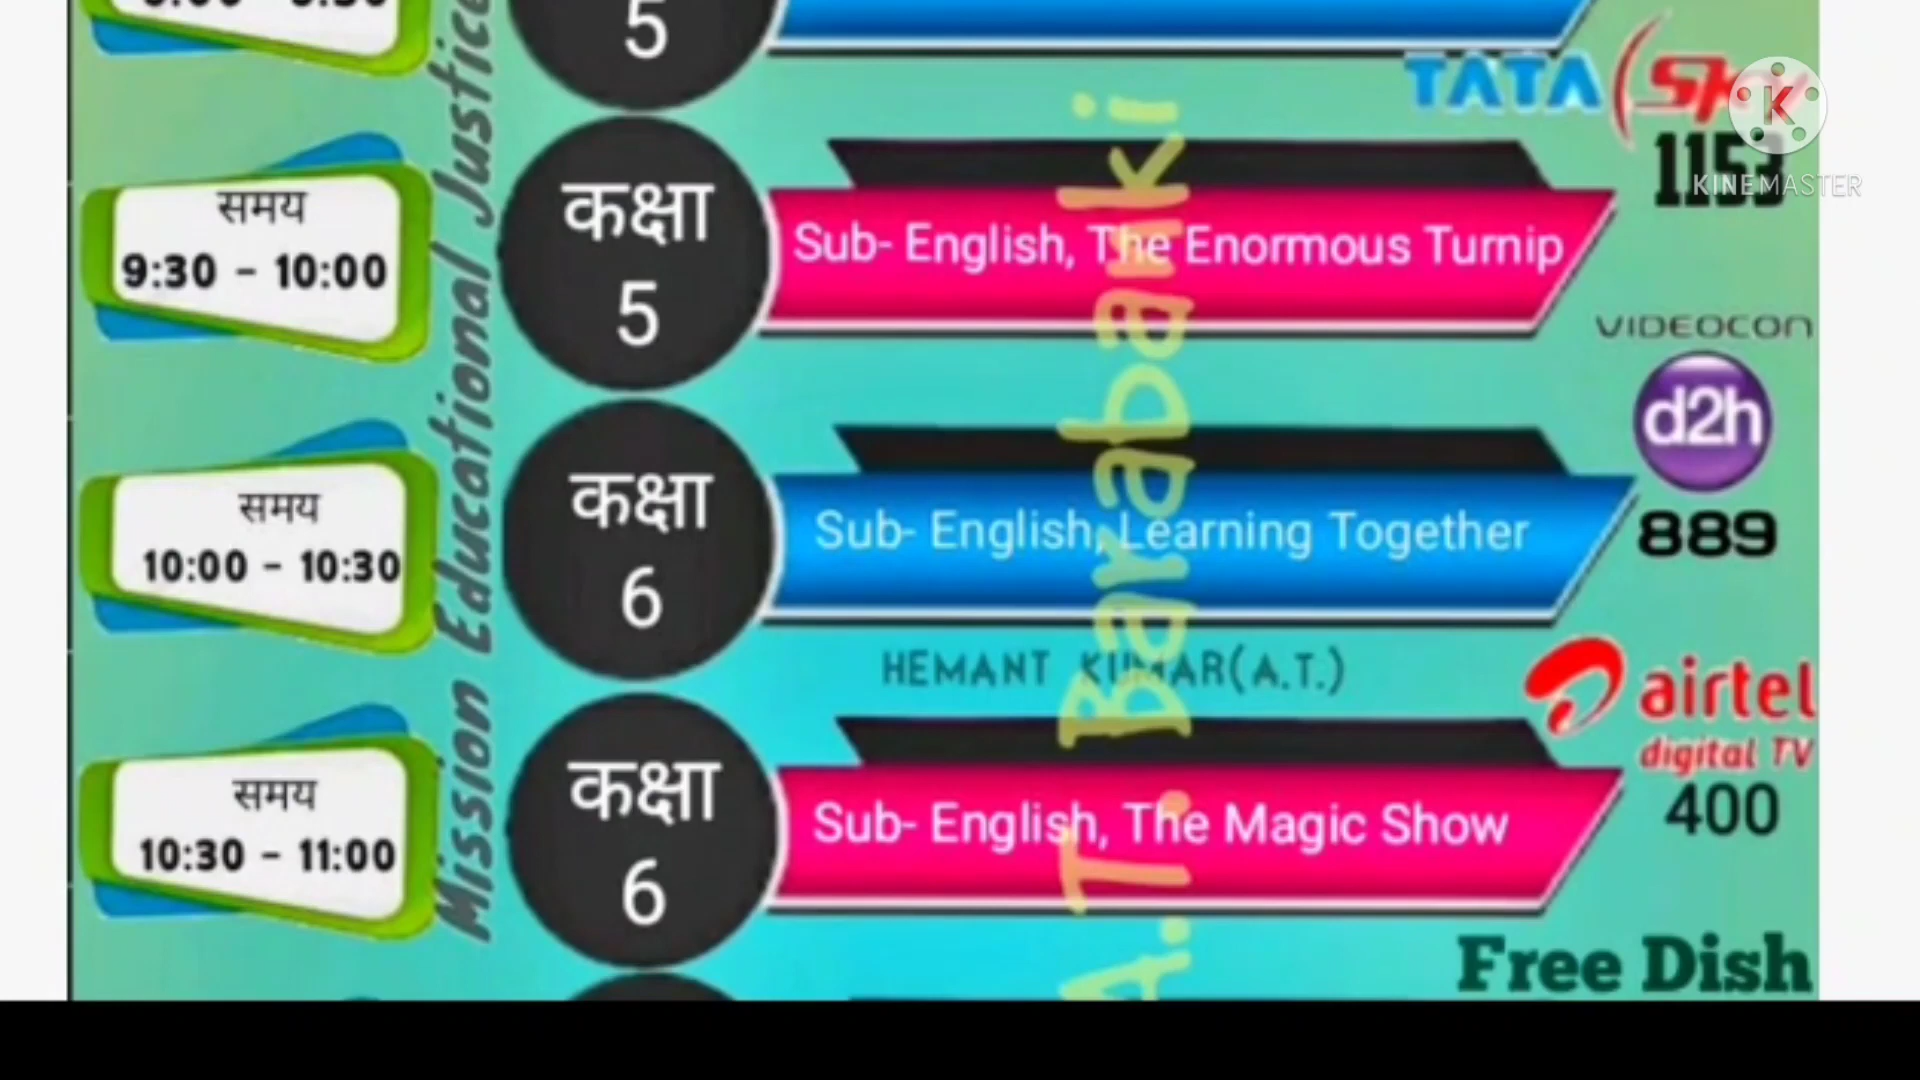 5
TATA Sky
1153
KINEMASTER
समय
9:30 - 10:00
कक्षा
5
Sub- English, The Enormous Turnip
VIDEOCON
d2h
889
समय
10:00 - 10:30
कक्षा
6
Sub- English, Learning Together
HEMANT KUMAR(A.T.)
airtel
digital TV
400
समय
10:30 - 11:00
कक्षा
6
Sub- English, The Magic Show
Free Dish
Mission Educational Justice
A.T. Barabanki